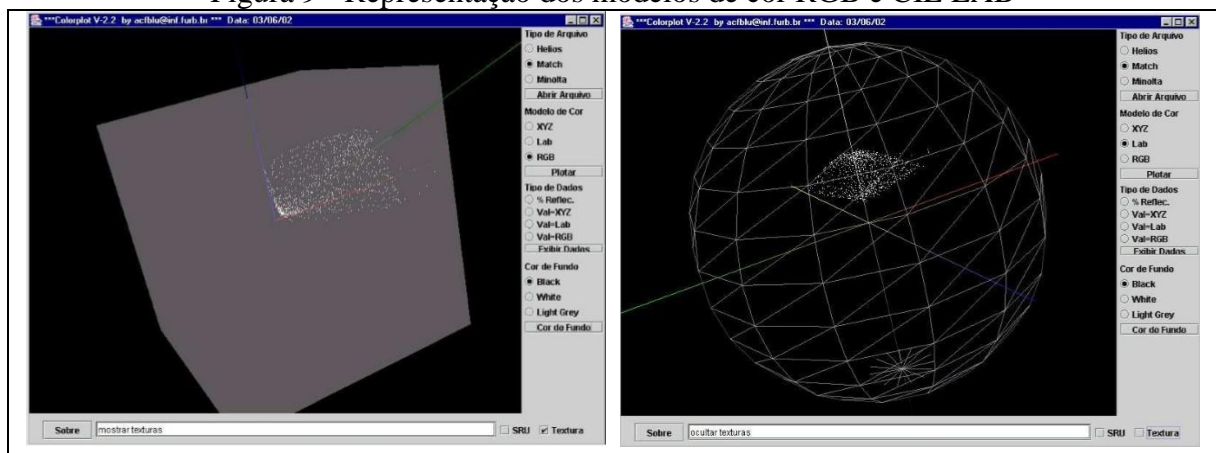 Figura 9 - Representação dos modelos de cor RGB e CIE LAB
***Colorplot V-2.2 by acfblu@inf.furb.br *** Data: 03/06/02
Tipo de Arquivo
Helios
Match
Minolta
Abrir Arquivo
Modelo de Cor
XYZ
Lab
RGB
Plotar
Tipo de Dados
% Reflec.
Val=XYZ
Val=Lab
Val=RGB
Exibir Dados
Cor de Fundo
Black
White
Light Grey
Cor do Fundo
Sobre
mostrar texturas
SRU
Textura
***Colorplot V-2.2 by acfblu@inf.furb.br *** Data: 03/06/02
Tipo de Arquivo
Helios
Match
Minolta
Abrir Arquivo
Modelo de Cor
XYZ
Lab
RGB
Plotar
Tipo de Dados
% Reflec.
Val=XYZ
Val=Lab
Val=RGB
Exibir Dados
Cor de Fundo
Black
White
Light Grey
Cor do Fundo
Sobre
ocultar texturas
SRU
Textura